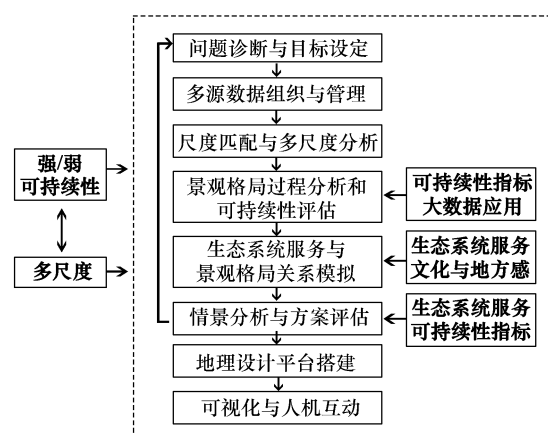 问题诊断与目标设定
多源数据组织与管理
尺度匹配与多尺度分析
强/弱
可持续性
景观格局过程分析和
可持续性评估
可持续性指标
大数据应用
多尺度
生态系统服务与
景观格局关系模拟
生态系统服务
文化与地方感
情景分析与方案评估
生态系统服务
可持续性指标
地理设计平台搭建
可视化与人机互动